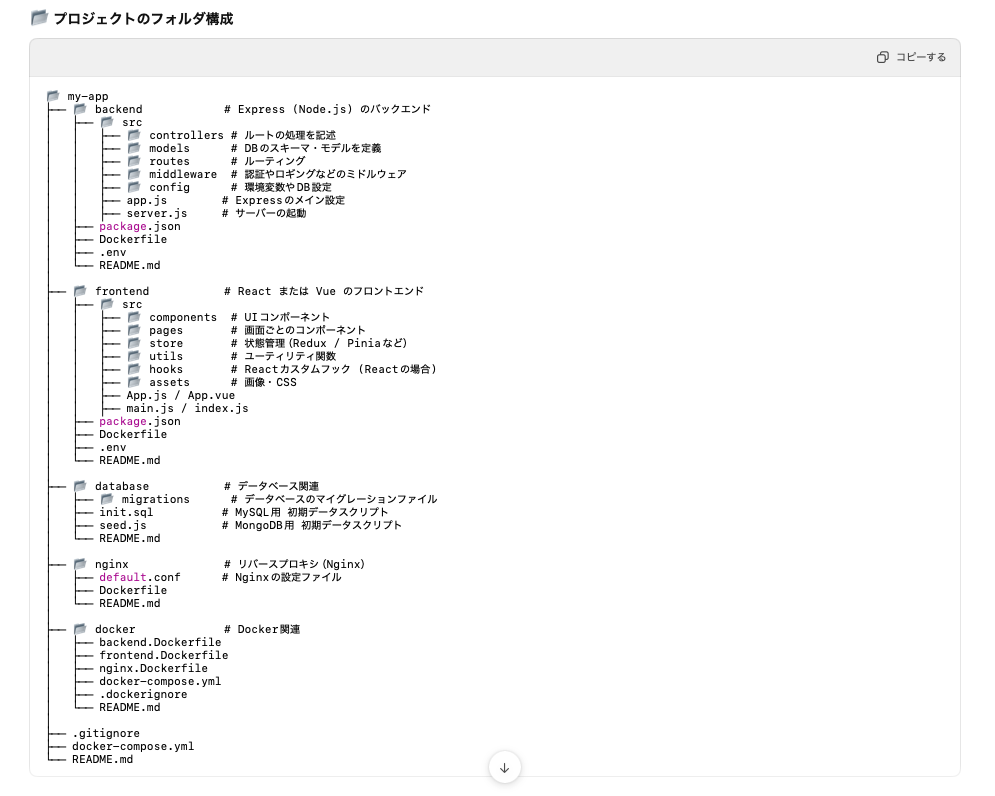 📂 プロジェクトのフォルダ構成
コピーする
📂 my-app
├── 📂 backend            # Express (Node.js) のバックエンド
│   ├── 📂 src
│   │   ├── 📂 controllers # ルートの処理を記述
│   │   ├── 📂 models      # DBのスキーマ・モデルを定義
│   │   ├── 📂 routes      # ルーティング
│   │   ├── 📂 middleware  # 認証やロギングなどのミドルウェア
│   │   ├── 📂 config      # 環境変数やDB設定
│   │   ├── app.js        # Expressのメイン設定
│   │   ├── server.js     # サーバーの起動
│   ├── package.json
│   ├── Dockerfile
│   ├── .env
│   └── README.md
├── 📂 frontend           # React または Vue のフロントエンド
│   ├── 📂 src
│   │   ├── 📂 components  # UIコンポーネント
│   │   ├── 📂 pages       # 画面ごとのコンポーネント
│   │   ├── 📂 store       # 状態管理(Redux / Piniaなど)
│   │   ├── 📂 utils       # ユーティリティ関数
│   │   ├── 📂 hooks       # Reactカスタムフック (Reactの場合)
│   │   ├── 📂 assets      # 画像・CSS
│   │   ├── App.js / App.vue
│   │   ├── main.js / index.js
│   ├── package.json
│   ├── Dockerfile
│   ├── .env
│   └── README.md
├── 📂 database           # データベース関連
│   ├── 📂 migrations      # データベースのマイグレーションファイル
│   ├── init.sql          # MySQL用 初期データスクリプト
│   ├── seed.js           # MongoDB用 初期データスクリプト
│   └── README.md
├── 📂 nginx              # リバースプロキシ(Nginx)
│   ├── default.conf      # Nginxの設定ファイル
│   ├── Dockerfile
│   └── README.md
├── 📂 docker             # Docker関連
│   ├── backend.Dockerfile
│   ├── frontend.Dockerfile
│   ├── nginx.Dockerfile
│   ├── docker-compose.yml
│   ├── .dockerignore
│   └── README.md
├── .gitignore
├── docker-compose.yml
└── README.md